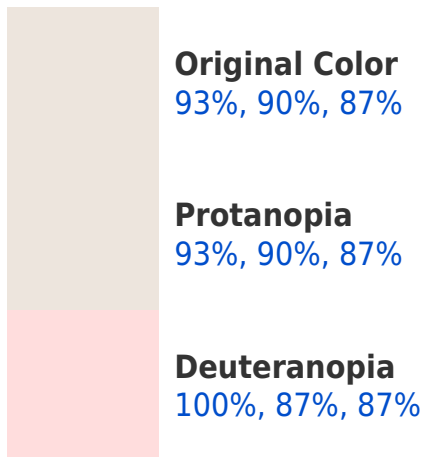 Original Color
93%, 90%, 87%
Protanopia
93%, 90%, 87%
Deuteranopia
100%, 87%, 87%